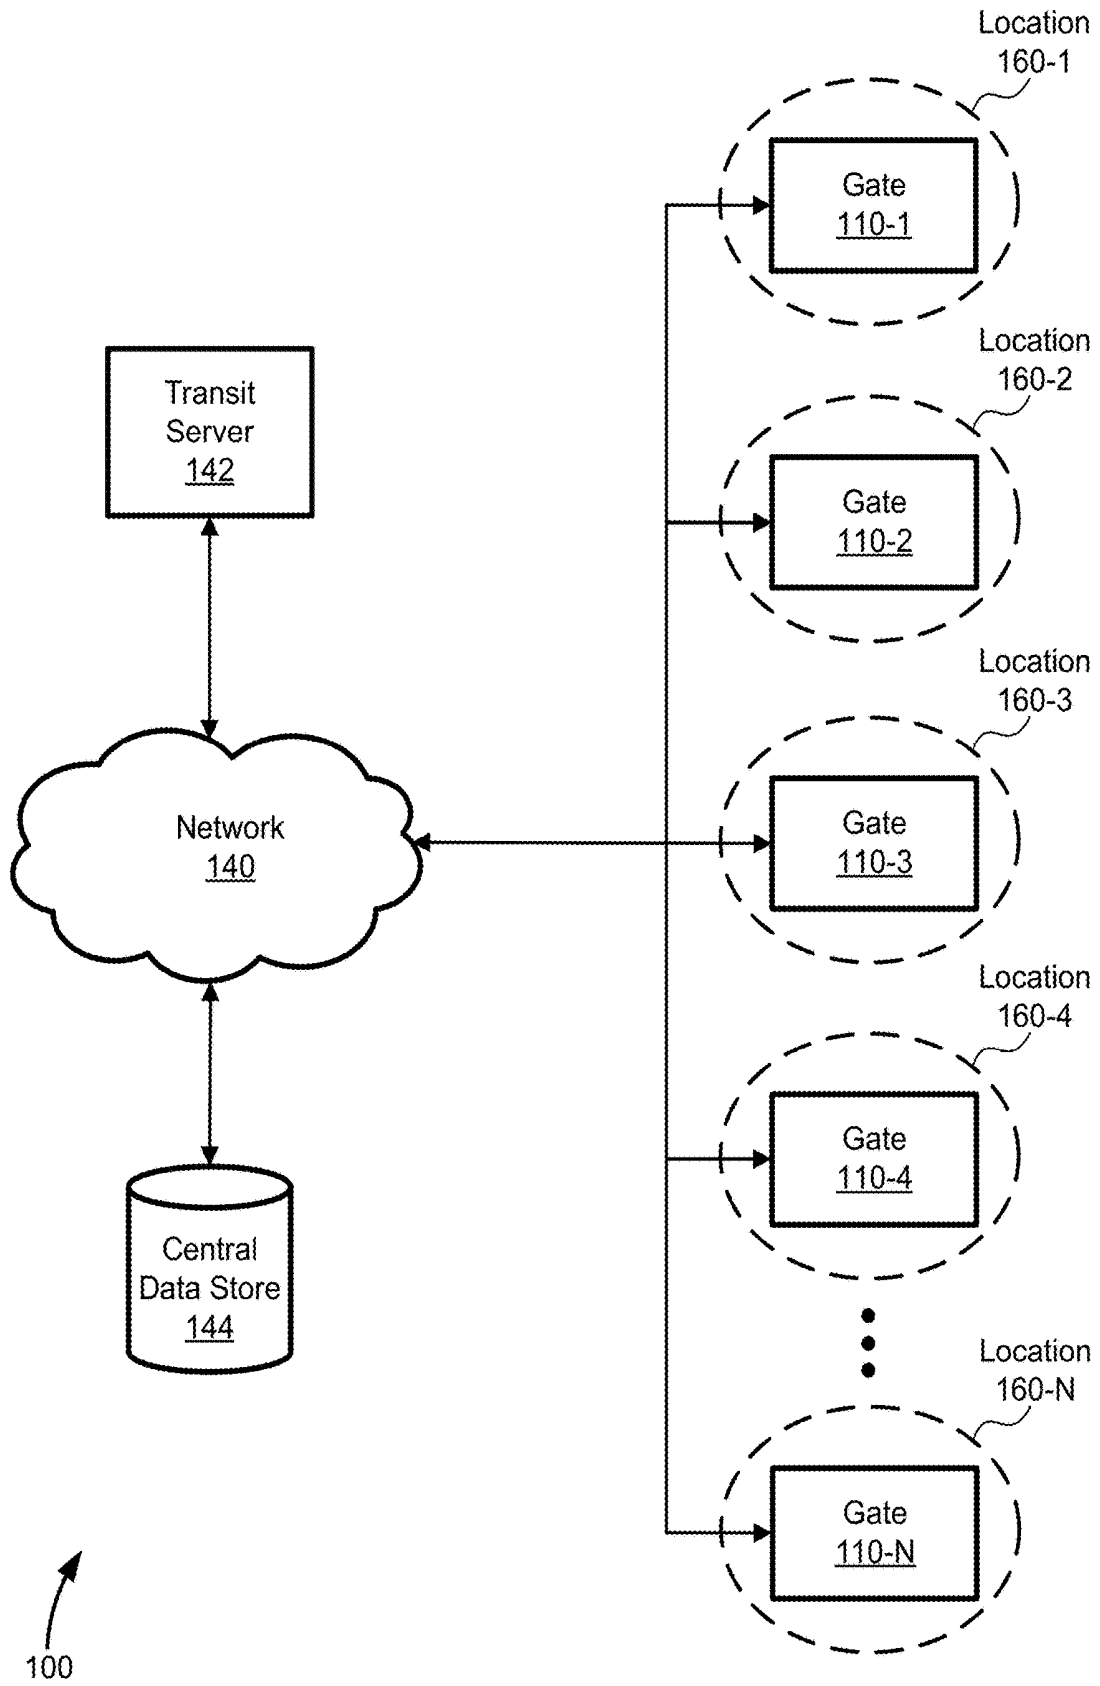 Location
160-1
Gate
110-1
Location
160-2
Transit
Server
142
Gate
110-2
Location
160-3
Network
140
Gate
110-3
Location
160-4
Gate
110-4
Central
Data Store
144
Location
160-N
Gate
110-N
100